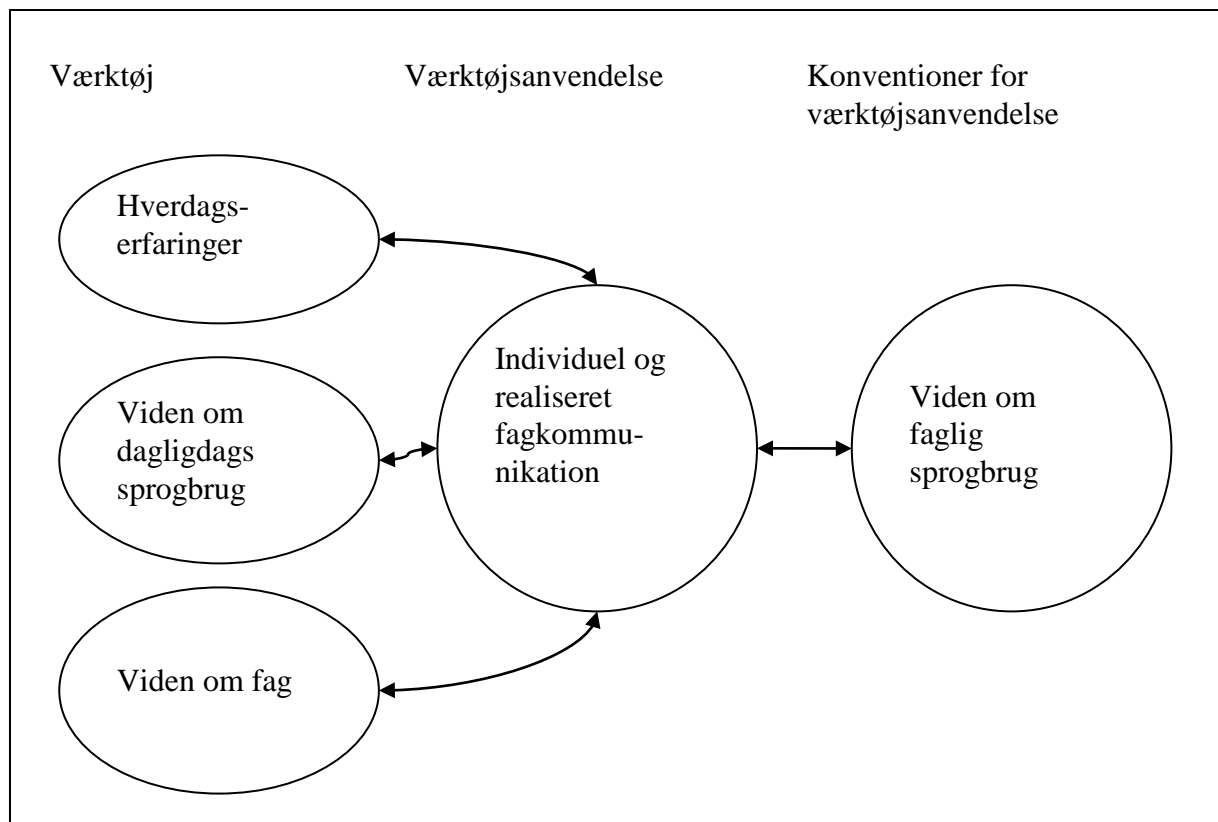 Værktøj
Værktøjsanvendelse
Konventioner for
værktøjsanvendelse
Hverdags-
erfaringer
Viden om
dagligdags
sprogbrug
Viden om fag
Individuel og
realiseret
fagkommu-
nikation
Viden om
faglig
sprogbrug